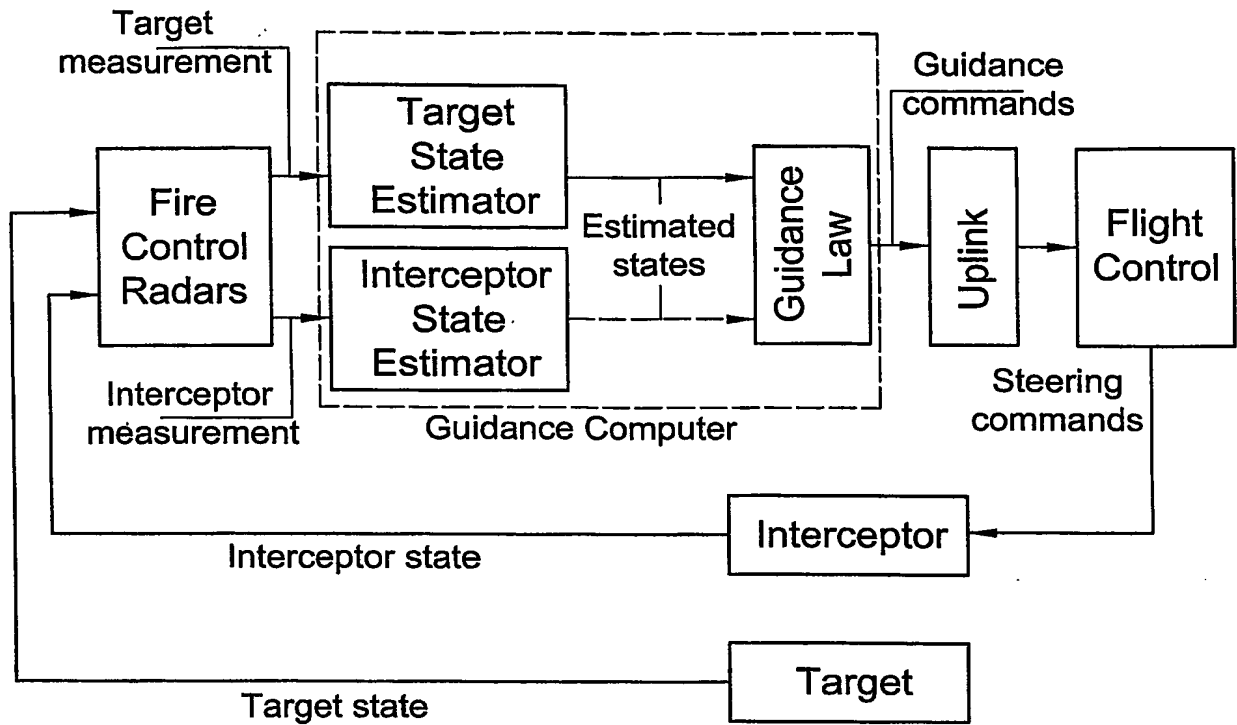 Target
measurement
Fire
Control
Radars
Interceptor
measurement
Target
State
Estimator
Interceptor
State
Estimator
Estimated
states
Guidance
Law
Guidance Computer
Guidance
commands
Uplink
Flight
Control
Steering
commands
Interceptor
Interceptor state
Target
Target state